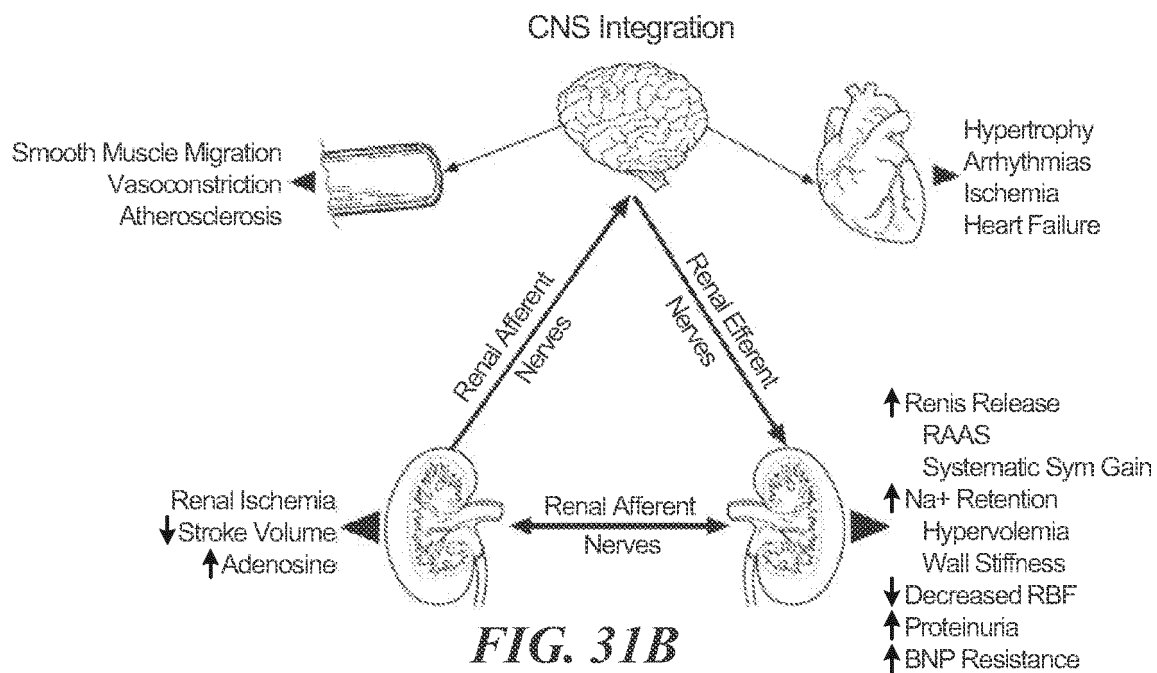 CNS Integration
Smooth Muscle Migration
Vasoconstriction
Atherosclerosis
Hypertrophy
Arrhythmias
Ischemia
Heart Failure
Renal Afferent
Nerves
Renal Efferent
Nerves
Renal Ischemia
↓ Stroke Volume
↑ Adenosine
Renal Afferent
Nerves
↑ Renis Release
RAAS
Systematic Sym Gain
↑ Na+ Retention
Hypervolemia
Wall Stiffness
↓ Decreased RBF
↑ Proteinuria
↑ BNP Resistance
FIG. 31B